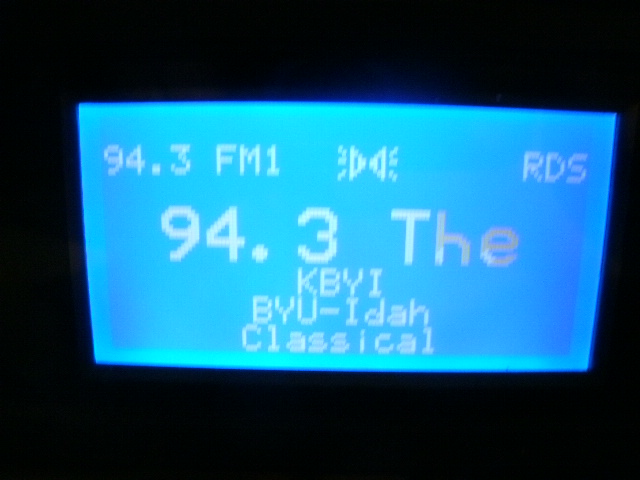 94.3 FM1 RDS
94.3 The
KBYI
BYU-Idah
Classical